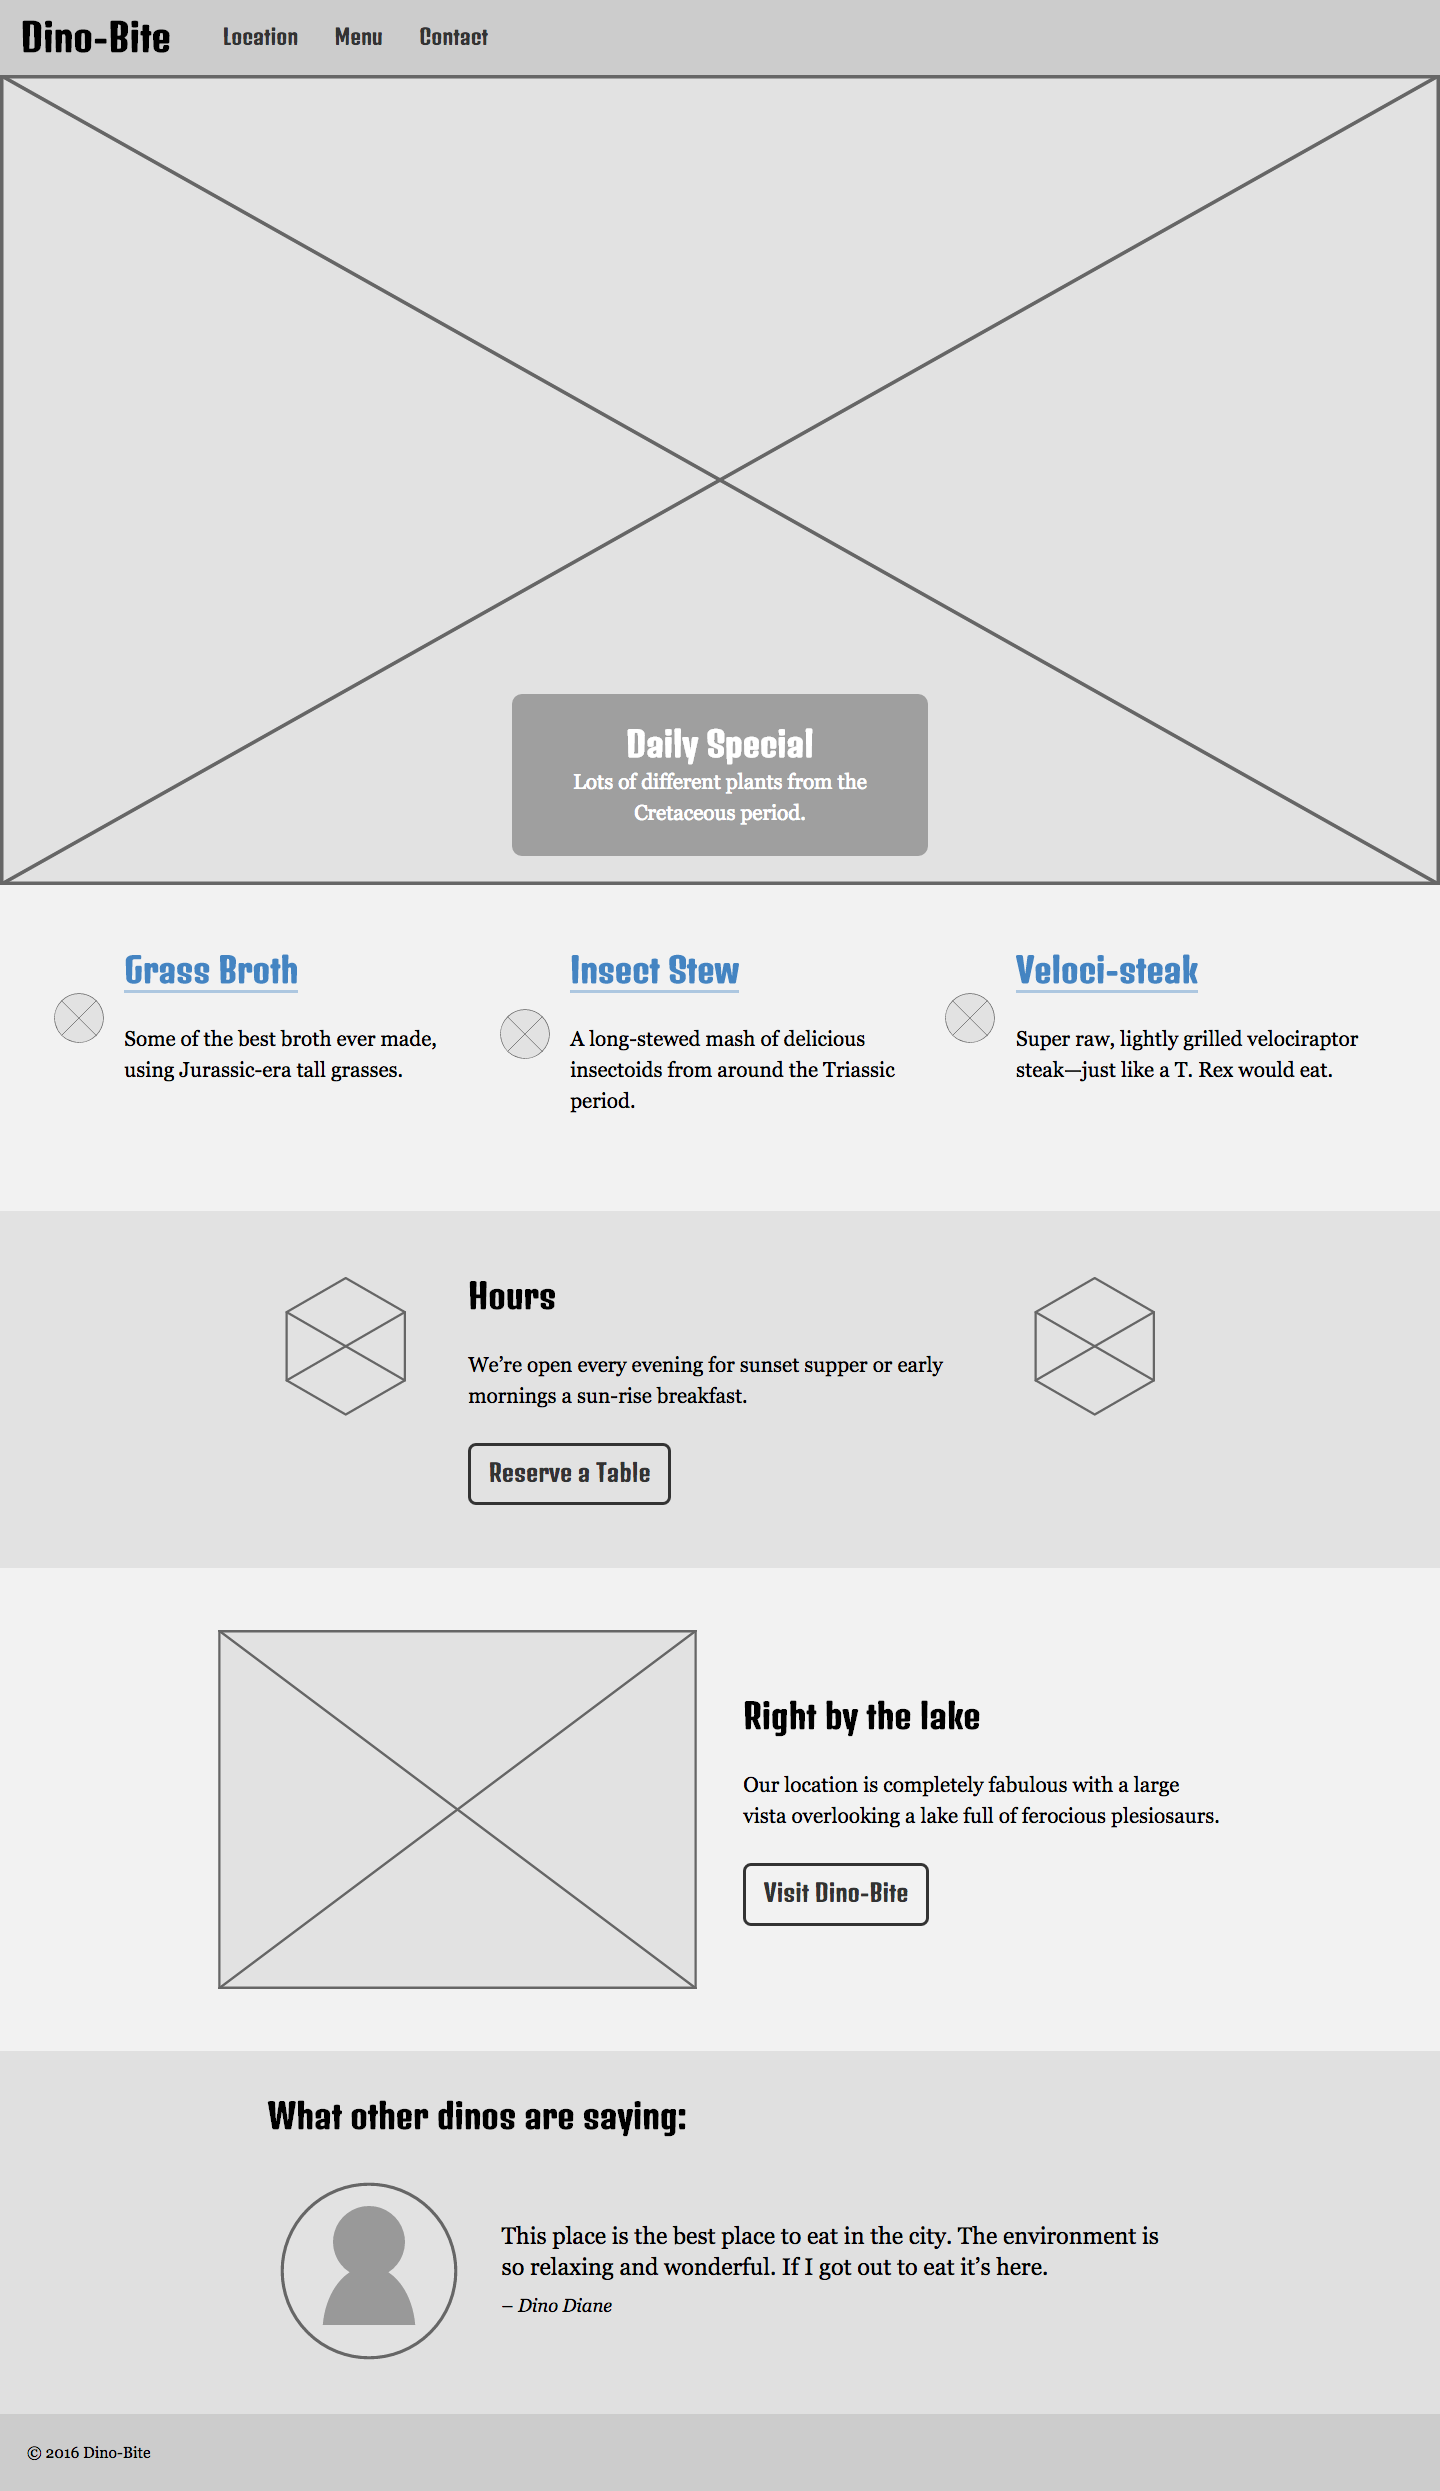 Dino-Bite
Location Menu Contact
Daily Special
Lots of different plants from the
Cretaceous period.
Grass Broth
Some of the best broth ever made,
using Jurassic-era tall grasses.
Insect Stew
A long-stewed mash of delicious
insectoids from around the Triassic
period.
Veloci-steak
Super raw, lightly grilled velociraptor
steak—just like a T. Rex would eat.
Hours
We’re open every evening for sunset supper or early
mornings a sun-rise breakfast.
Reserve a Table
Right by the lake
Our location is completely fabulous with a large
vista overlooking a lake full of ferocious plesiosaurs.
Visit Dino-Bite
What other dinos are saying:
This place is the best place to eat in the city. The environment is
so relaxing and wonderful. If I got out to eat it’s here.
– Dino Diane
© 2016 Dino-Bite